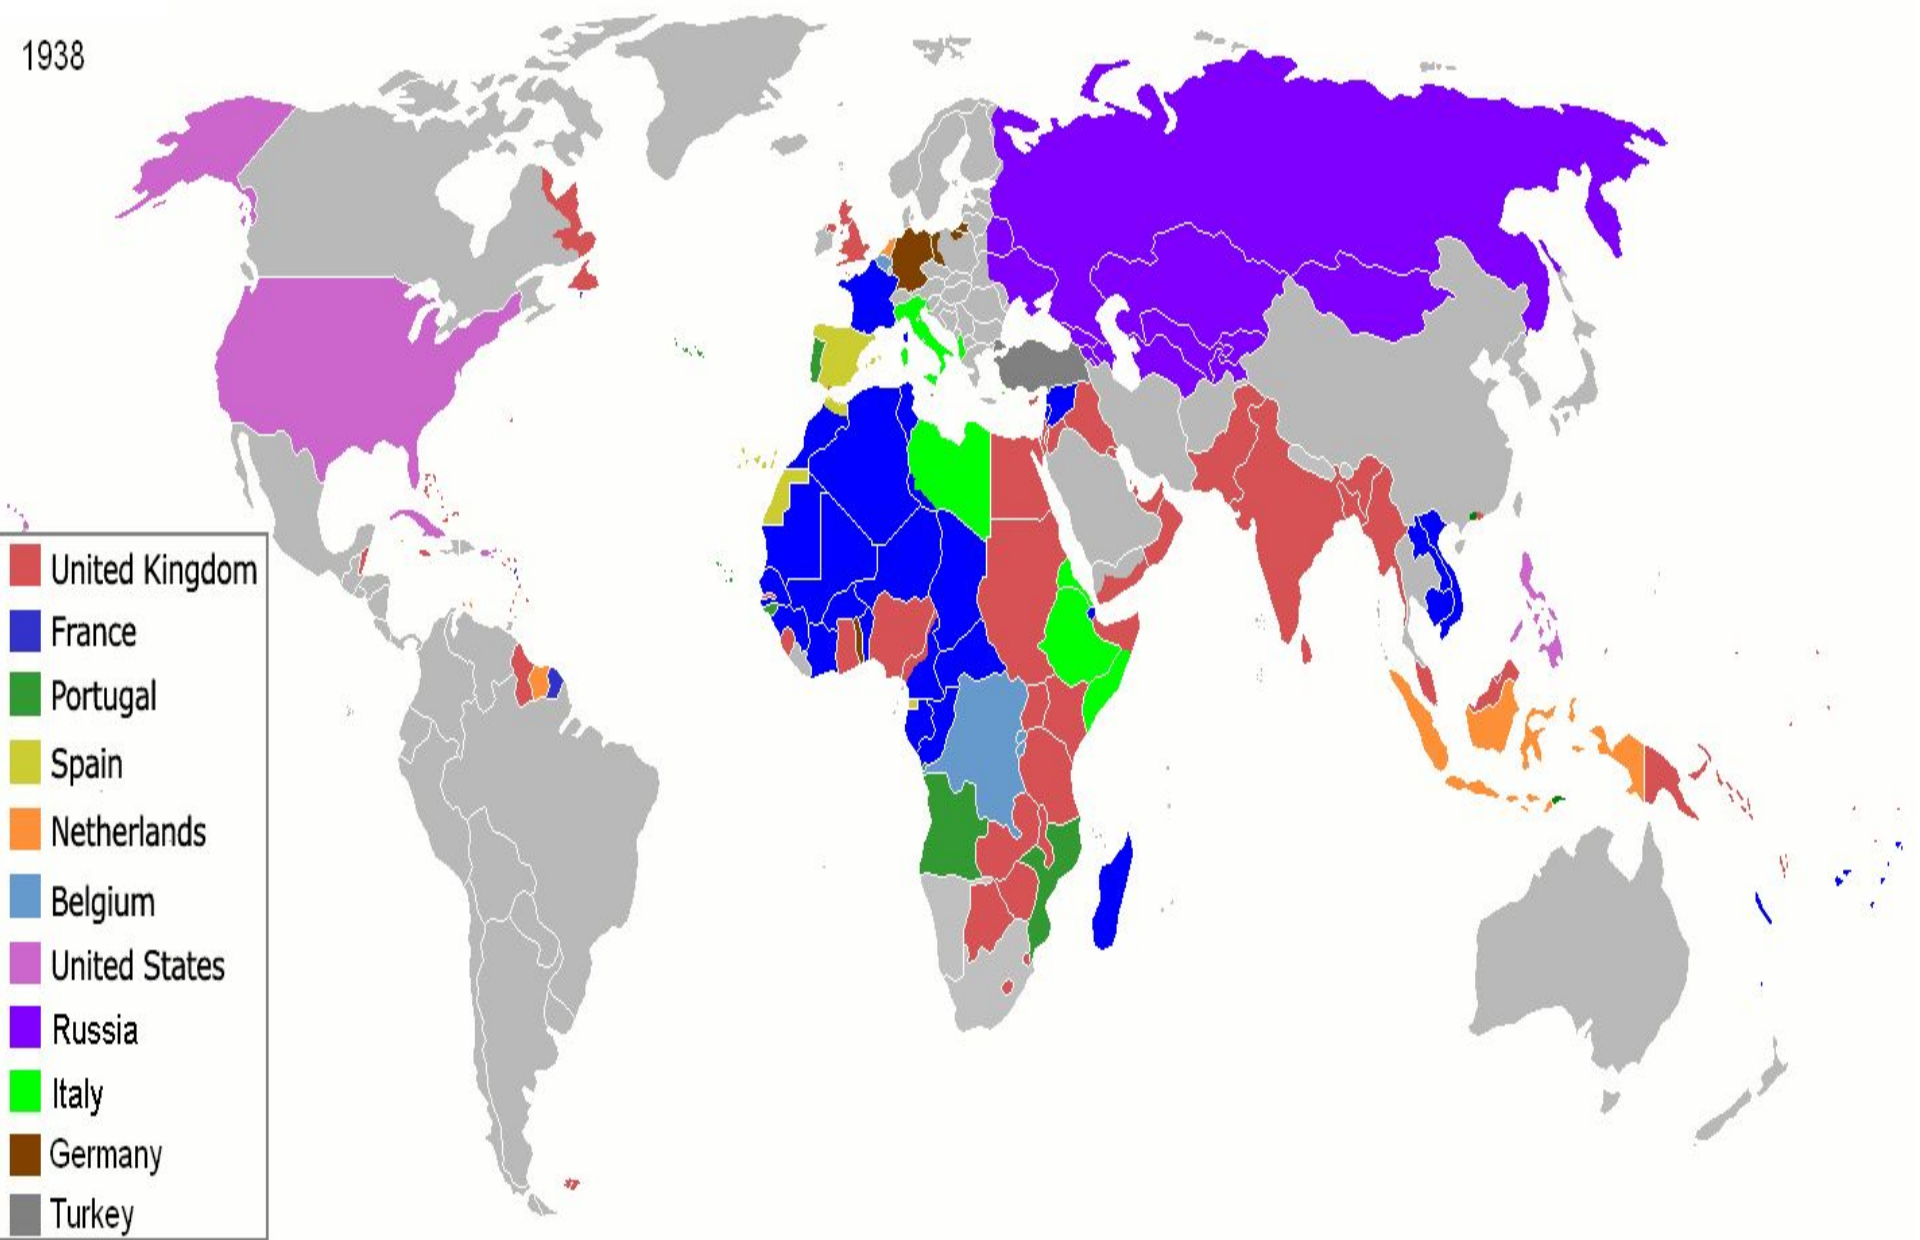 1938
United Kingdom
France
Portugal
Spain
Netherlands
Belgium
United States
Russia
Italy
Germany
Turkey